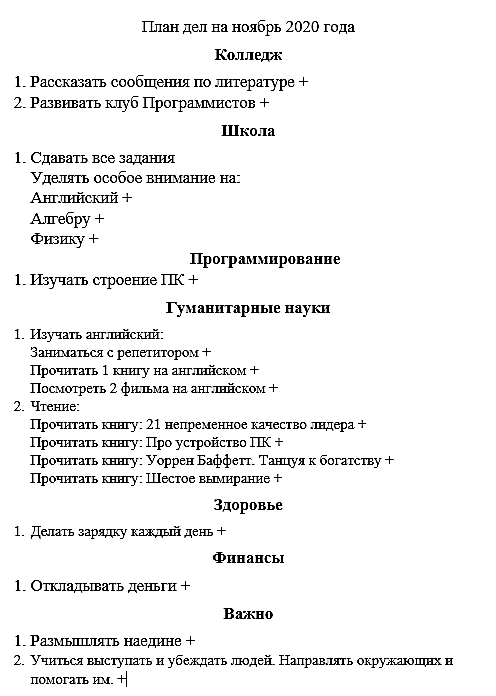 План дел на ноябрь 2020 года
Колледж
1. Рассказать сообщения по литературе +
2. Развивать клуб Программистов +
Школа
1. Сдавать все задания
Уделять особое внимание на:
Английский +
Алгебру +
Физику +
Программирование
1. Изучать строение ПК +
Гуманитарные науки
1. Изучать английский:
Заниматься с репетитором +
Прочитать 1 книгу на английском +
Посмотреть 2 фильма на английском +
2. Чтение:
Прочитать книгу: 21 непременное качество лидера +
Прочитать книгу: Про устройство ПК +
Прочитать книгу: Уоррен Баффетт. Танцуя к богатству +
Прочитать книгу: Шестое вымирание +
Здоровье
1. Делать зарядку каждый день +
Финансы
1. Откладывать деньги +
Важно
1. Размышлять наедине +
2. Учиться выступать и убеждать людей. Направлять окружающих и
помогать им. +